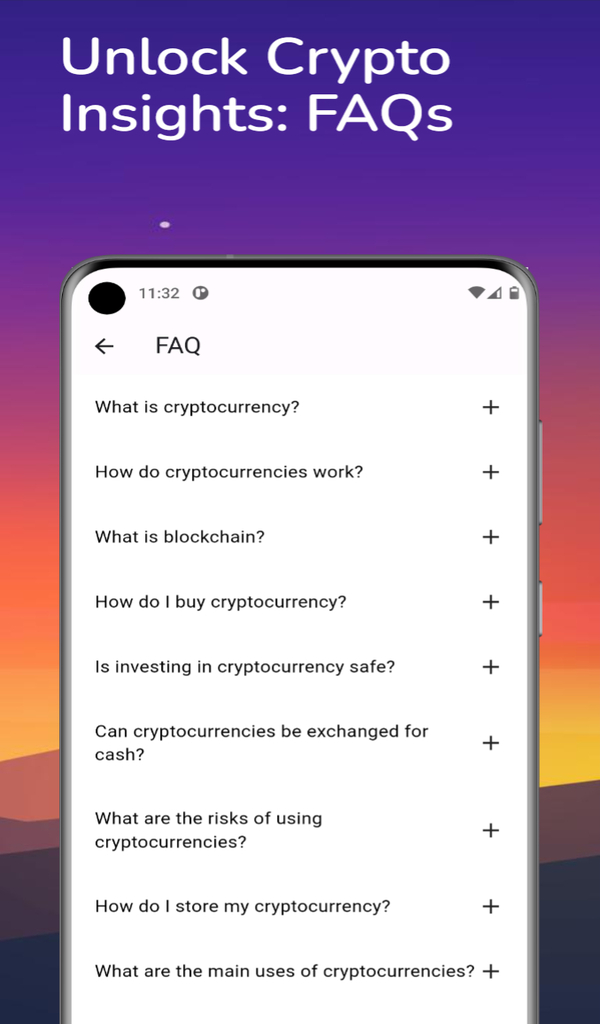 Unlock Crypto
Insights: FAQs
11:32
FAQ
What is cryptocurrency?
How do cryptocurrencies work?
What is blockchain?
How do I buy cryptocurrency?
Is investing in cryptocurrency safe?
Can cryptocurrencies be exchanged for
cash?
What are the risks of using
cryptocurrencies?
How do I store my cryptocurrency?
What are the main uses of cryptocurrencies?